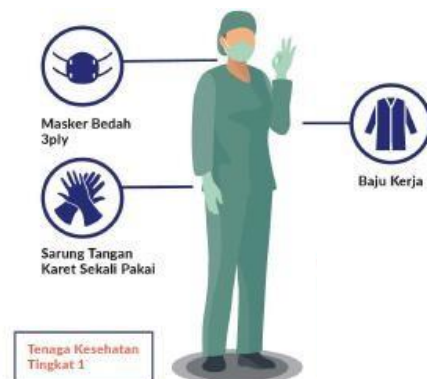 Masker Bedah
3ply
Baju Kerja
Sarung Tangan
Karet Sekali Pakai
Tenaga Kesehatan
Tingkat 1